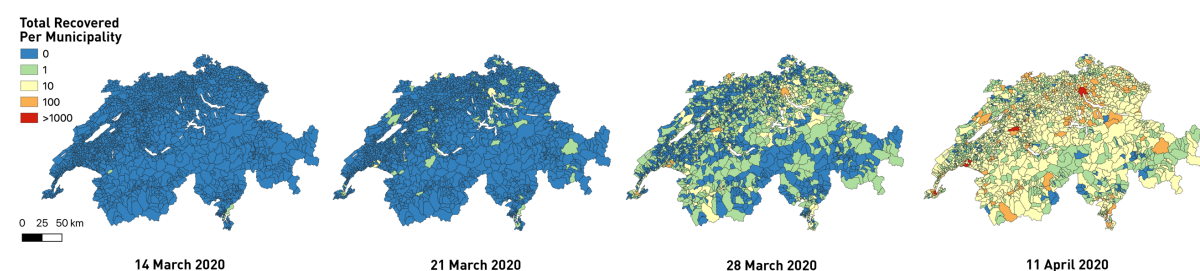 Total Recovered
Per Municipality
0
1
10
100
>1000
0 25 50 km
14 March 2020
21 March 2020
28 March 2020
11 April 2020